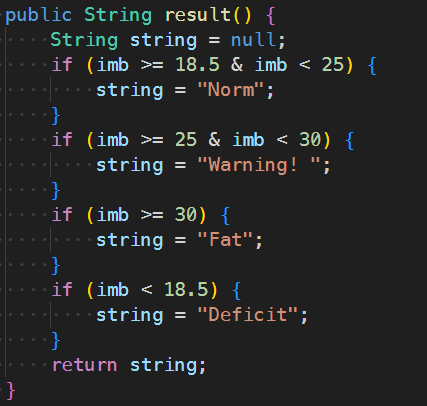 public String result() {
    String string = null;
    if (imb >= 18.5 & imb < 25) {
        string = "Norm";
    }
    if (imb >= 25 & imb < 30) {
        string = "Warning! ";
    }
    if (imb >= 30) {
        string = "Fat";
    }
    if (imb < 18.5) {
        string = "Deficit";
    }
    return string;
}